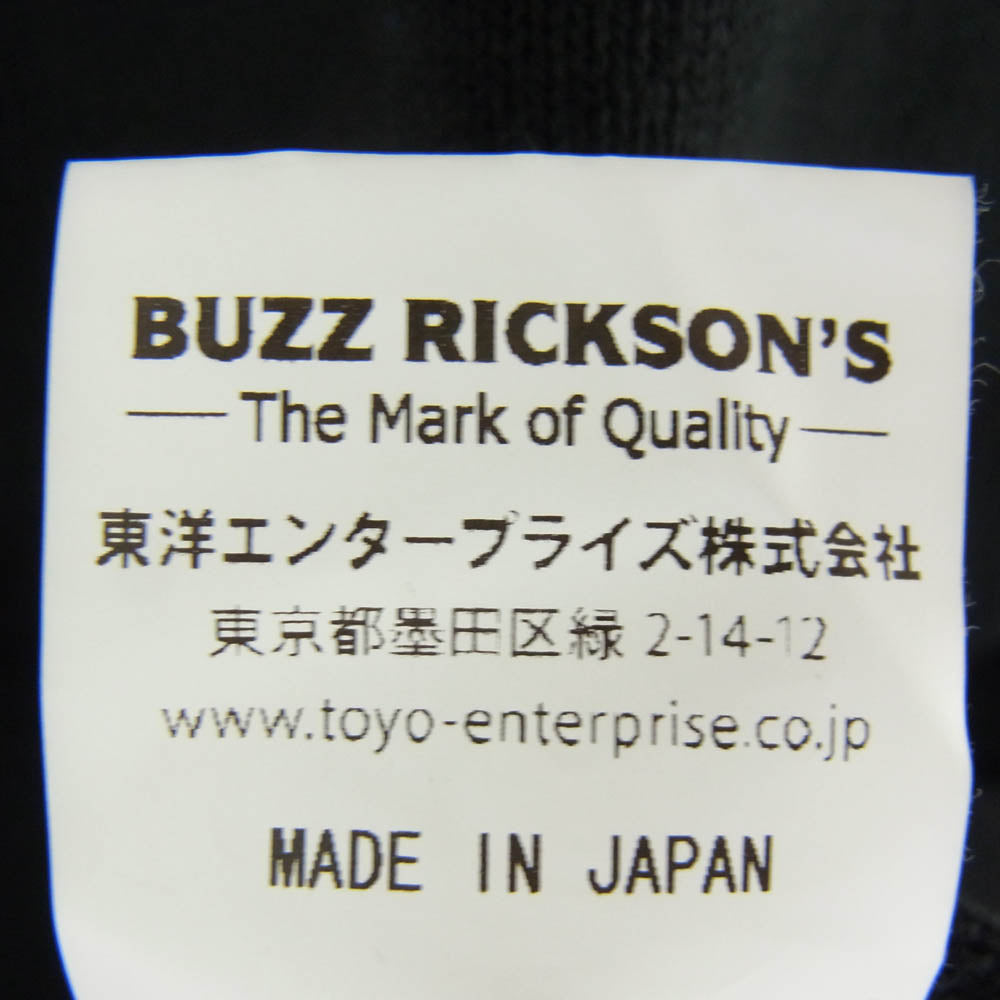 BUZZ RICKSON'S
The Mark of Quality
東洋エンタープライズ株式会社
東京都墨田区緑 2-14-12
www.toyo-enterprise.co.jp
MADE IN JAPAN